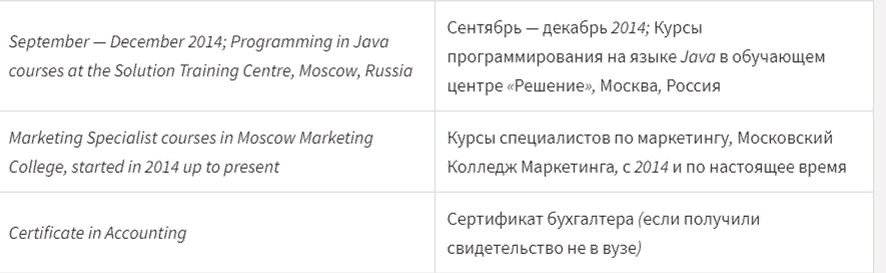 September — December 2014; Programming in Java
courses at the Solution Training Centre, Moscow, Russia
Сентябрь — декабрь 2014; Курсы
программирования на языке Java в обучающем
центре «Решение», Москва, Россия
Marketing Specialist courses in Moscow Marketing
College, started in 2014 up to present
Курсы специалистов по маркетингу, Московский
Колледж Маркетинга, с 2014 и по настоящее время
Certificate in Accounting
Сертификат бухгалтера (если получили
свидетельство не в вузе)